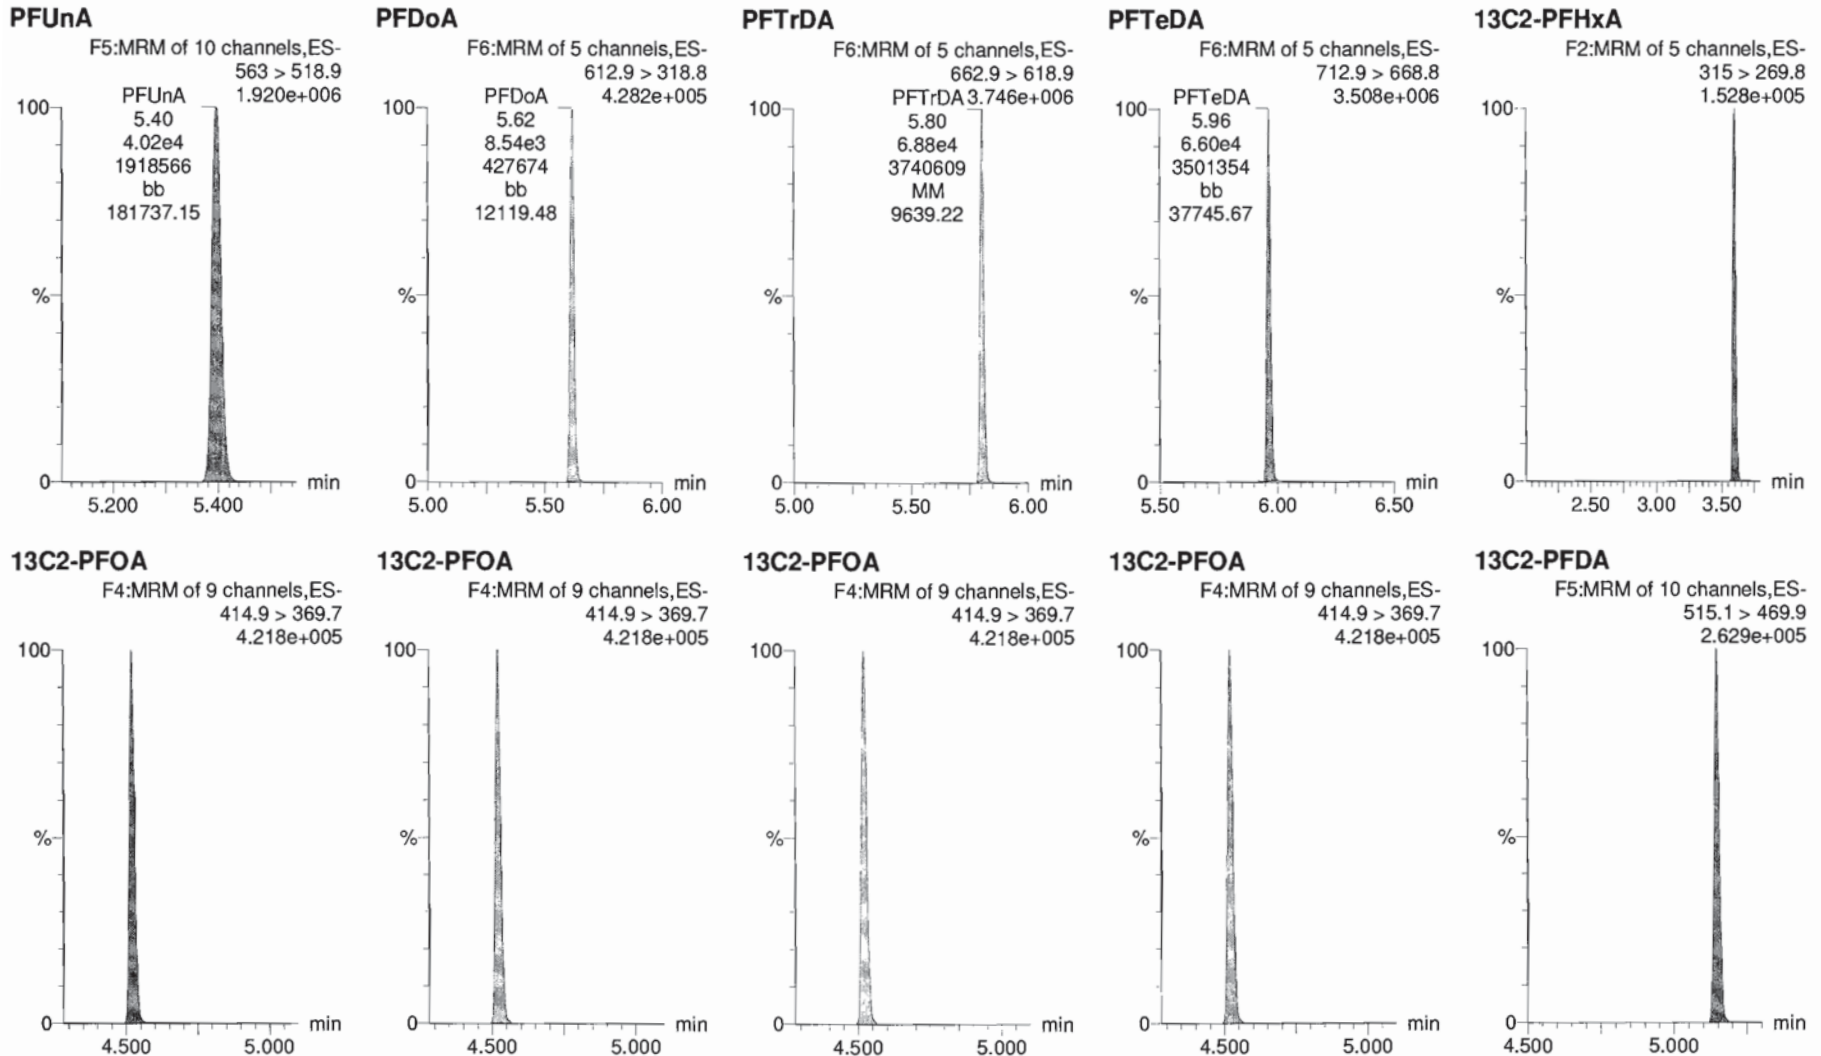 PFUnA
F5:MRM of 10 channels,ES-
563 > 518.9
1.920e+006
PFUnA
5.40
4.02e4
1918566
bb
181737.15
100
%
0
min
5.200 5.400
PFDoA
F6:MRM of 5 channels,ES-
612.9 > 318.8
4.282e+005
PFDoA
5.62
8.54e3
427674
bb
12119.48
100
%
0
min
5.00 5.50 6.00
PFTrDA
F6:MRM of 5 channels,ES-
662.9 > 618.9
PFTrDA 3.746e+006
5.80
6.88e4
3740609
MM
9639.22
100
%
0
min
5.00 5.50 6.00
PFTeDA
F6:MRM of 5 channels,ES-
712.9 > 668.8
3.508e+006
PFTeDA
5.96
6.60e4
3501354
bb
37745.67
100
%
0
min
5.50 6.00 6.50
13C2-PFHxA
F2:MRM of 5 channels,ES-
315 > 269.8
1.528e+005
100
%
0
min
2.50 3.00 3.50
13C2-PFOA
F4:MRM of 9 channels,ES-
414.9 > 369.7
4.218e+005
100
%
0
min
4.500 5.000
13C2-PFOA
F4:MRM of 9 channels,ES-
414.9 > 369.7
4.218e+005
100
%
0
min
4.500 5.000
13C2-PFOA
F4:MRM of 9 channels,ES-
414.9 > 369.7
4.218e+005
100
%
0
min
4.500 5.000
13C2-PFOA
F4:MRM of 9 channels,ES-
414.9 > 369.7
4.218e+005
100
%
0
min
4.500 5.000
13C2-PFDA
F5:MRM of 10 channels,ES-
515.1 > 469.9
2.629e+005
100
%
0
min
4.500 5.000